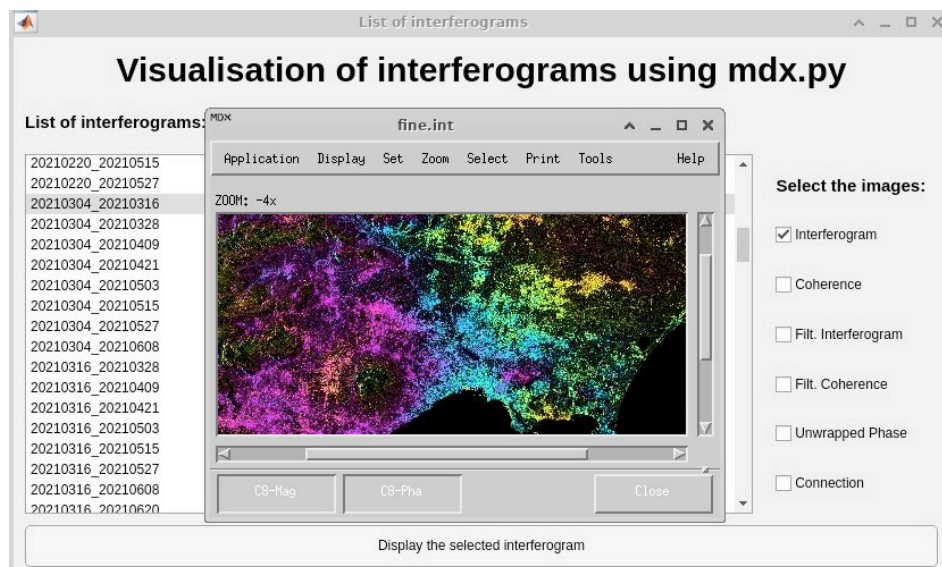 List of interferograms
Visualisation of interferograms using mdx.py
List of interferograms:
20210220_20210515
20210220_20210527
20210304_20210316
20210304_20210328
20210304_20210409
20210304_20210421
20210304_20210503
20210304_20210515
20210304_20210527
20210304_20210608
20210316_20210328
20210316_20210409
20210316_20210421
20210316_20210503
20210316_20210515
20210316_20210527
20210316_20210608
20210316_20210620
MDX
fine.int
Application Display Set Zoom Select Print Tools Help
ZOOM: -4x
C8-Mag C8-Pha Close
Select the images:
Interferogram
Coherence
Filt. Interferogram
Filt. Coherence
Unwrapped Phase
Connection
Display the selected interferogram